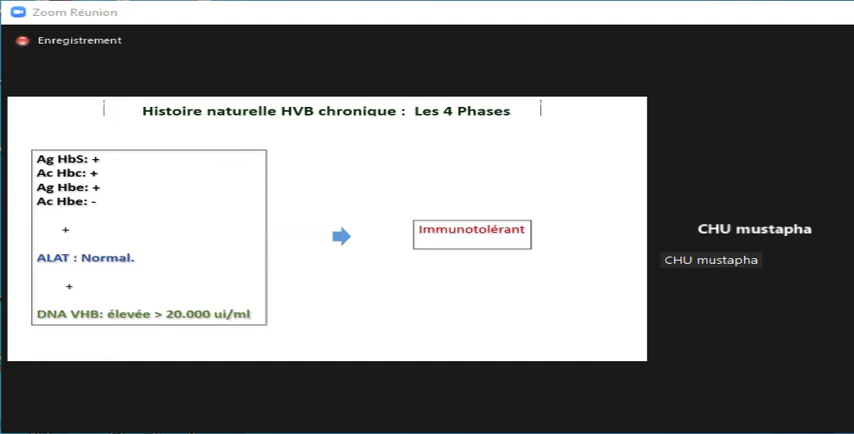 Zoom Réunion
Enregistrement
Histoire naturelle HVB chronique : Les 4 Phases
Ag HbS: +
Ac Hbc: +
Ag Hbe: +
Ac Hbe: -
+
ALAT : Normal.
+
DNA VHB: élevée > 20.000 ui/ml
Immunotolérant
CHU mustapha
CHU mustapha